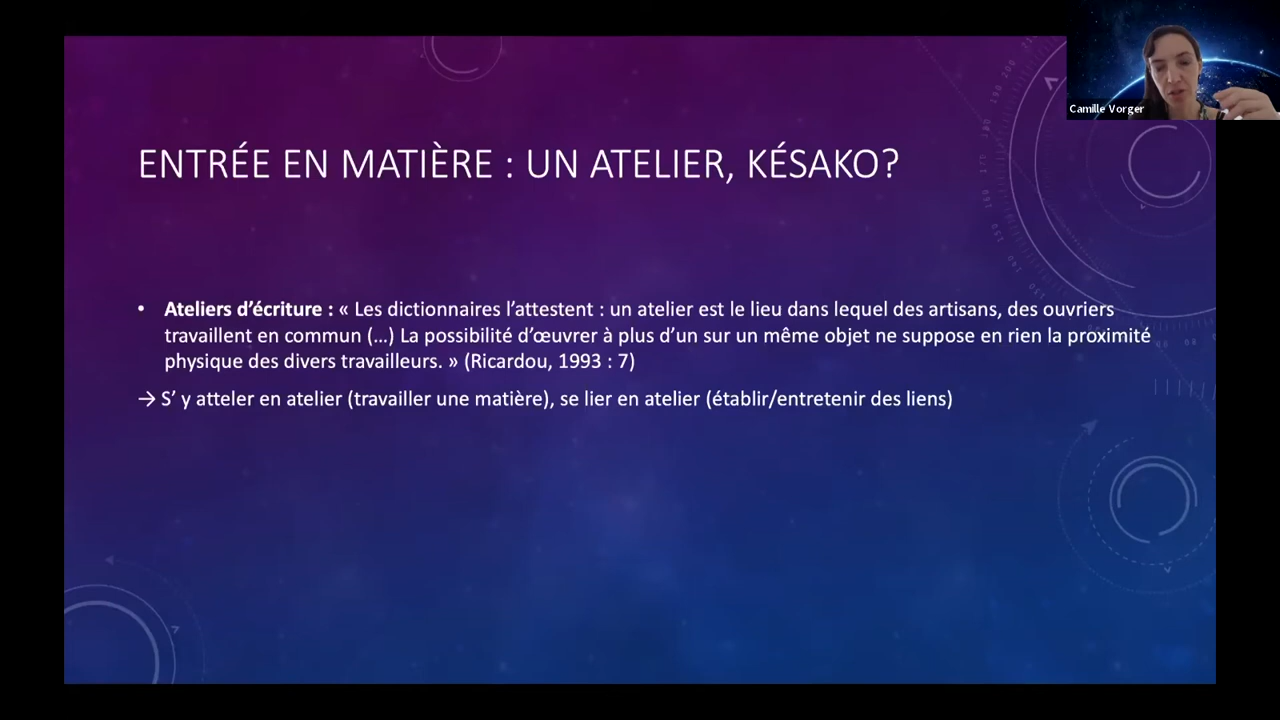 Camille Vorger
ENTRÉE EN MATIÈRE : UN ATELIER, KÉSAKO?
• Ateliers d'écriture : « Les dictionnaires l'attestent : un atelier est le lieu dans lequel des artisans, des ouvriers
travaillent en commun (…) La possibilité d'œuvrer à plus d'un sur un même objet ne suppose en rien la proximité
physique des divers travailleurs. » (Ricardou, 1993 : 7)
→ S' y atteler en atelier (travailler une matière), se lier en atelier (établir/entretenir des liens)